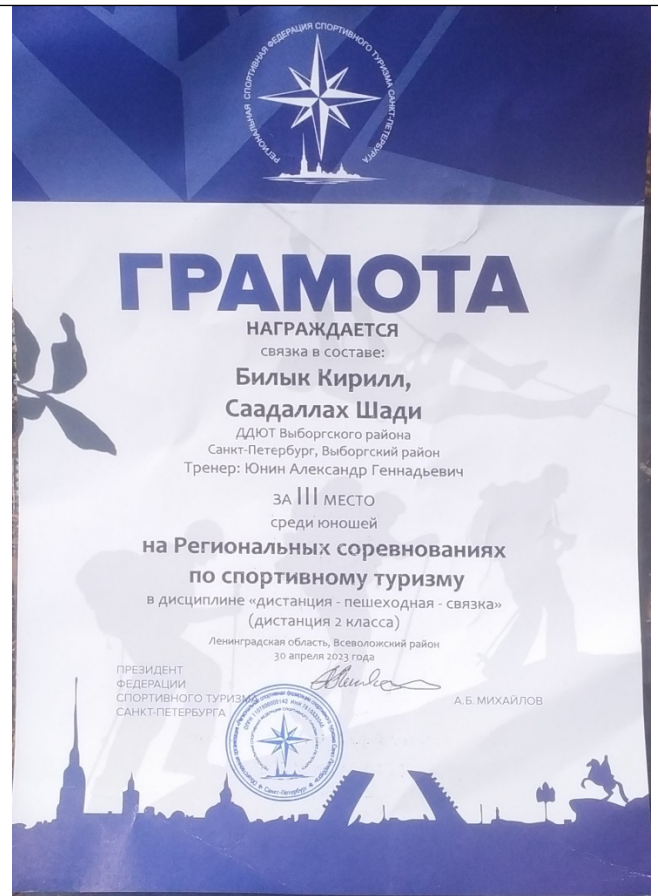 РЕГИОНАЛЬНАЯ СПОРТИВНАЯ ФЕДЕРАЦИЯ СПОРТИВНОГО ТУРИЗМА САНКТ-ПЕТЕРБУРГА
ГРАМОТА
НАГРАЖДАЕТСЯ
связка в составе:
Билык Кирилл,
Саадаллах Шади
ДДЮТ Выборгского района
Санкт-Петербург, Выборгский район
Тренер: Юнин Александр Геннадьевич
ЗА III МЕСТО
среди юношей
на Региональных соревнованиях
по спортивному туризму
в дисциплине «дистанция - пешеходная - связка»
(дистанция 2 класса)
Ленинградская область, Всеволожский район
30 апреля 2023 года
ПРЕЗИДЕНТ
ФЕДЕРАЦИИ
СПОРТИВНОГО ТУРИЗМА
САНКТ-ПЕТЕРБУРГА
А.Б. МИХАЙЛОВ
Санкт-Петербург